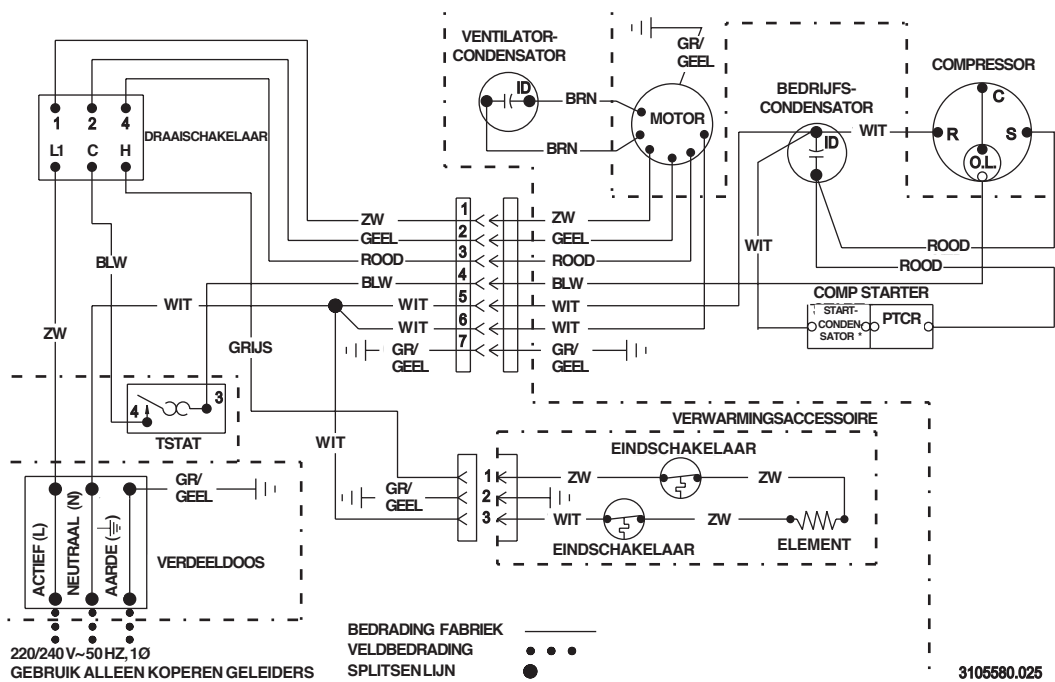 VENTILATOR-
CONDENSATOR
ID
BRN
BRN
GR/
GEEL
MOTOR
BEDRIJFS-
CONDENSATOR
ID
WIT
COMPRESSOR
C
R
S
O.L.
1 2 4
L1 C H
DRAAISCHAKELAAR
ZW 1 ZW
GEEL 2 GEEL
ROOD 3 ROOD
BLW 4 BLW
WIT WIT 5 WIT
WIT 6 WIT
GR/
GEEL
7
GR/
GEEL
BLW
ZW
GRIJS
WIT
ROOD
ROOD
COMP STARTER
START-
CONDEN-
SATOR *
PTCR
4
3
TSTAT
WIT
VERWARMINGSACCESSOIRE
EINDSCHAKELAAR
1 ZW ZW
GR/
GEEL
2
3 WIT ZW
EINDSCHAKELAAR
ELEMENT
GR/
GEEL
ACTIEF (L)
NEUTRAAL (N)
AARDE (⏚)
VERDEELDOOS
220/240 V~50 HZ, 1Ø
GEBRUIK ALLEEN KOPEREN GELEIDERS
BEDRADING FABRIEK
VELDBEDRADING
SPLITSEN LIJN
3105580.025